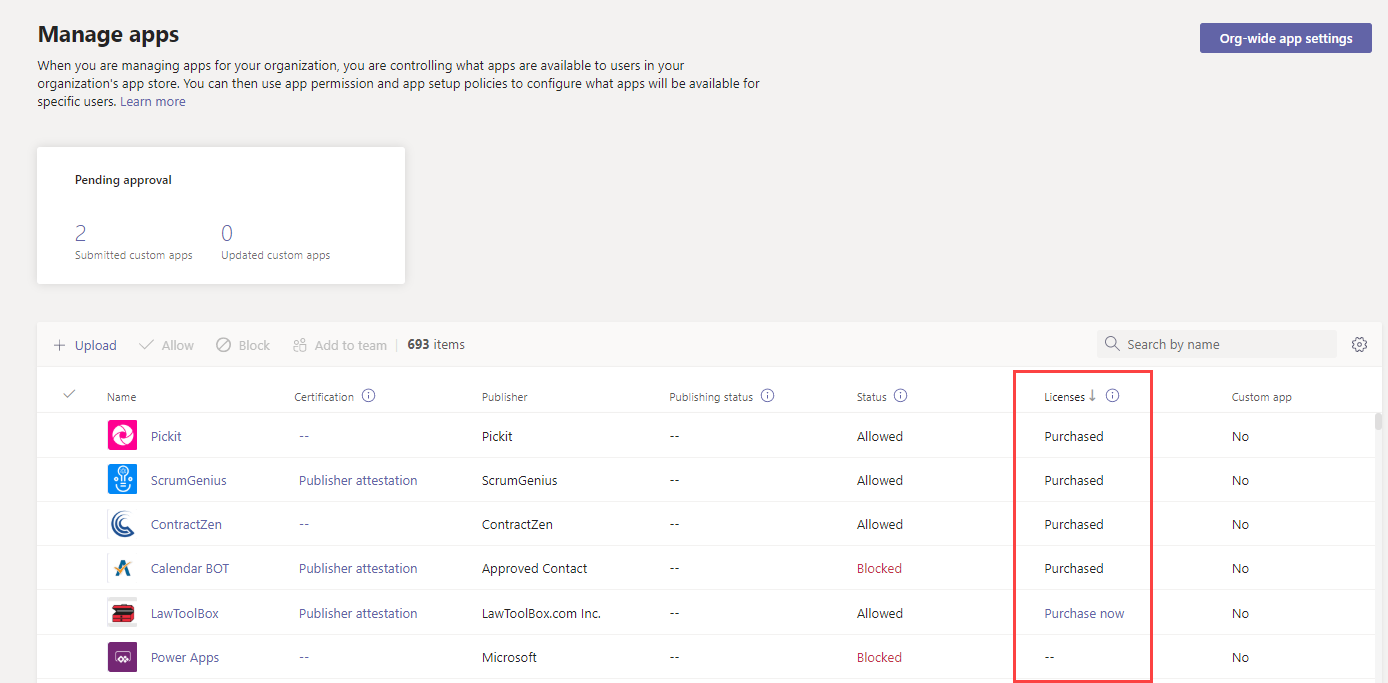 Manage apps
Org-wide app settings
When you are managing apps for your organization, you are controlling what apps are available to users in your
organization's app store. You can then use app permission and app setup policies to configure what apps will be available for
specific users. Learn more
Pending approval
2 0
Submitted custom apps Updated custom apps
Upload Allow Block Add to team 693 items Search by name
Name Certification Publisher Publishing status Status Licenses Custom app
Pickit -- Pickit -- Allowed Purchased No
ScrumGenius Publisher attestation ScrumGenius -- Allowed Purchased No
ContractZen -- ContractZen -- Allowed Purchased No
Calendar BOT Publisher attestation Approved Contact -- Blocked Purchased No
LawToolBox Publisher attestation LawToolBox.com Inc. -- Allowed Purchase now No
Power Apps -- Microsoft -- Blocked -- No